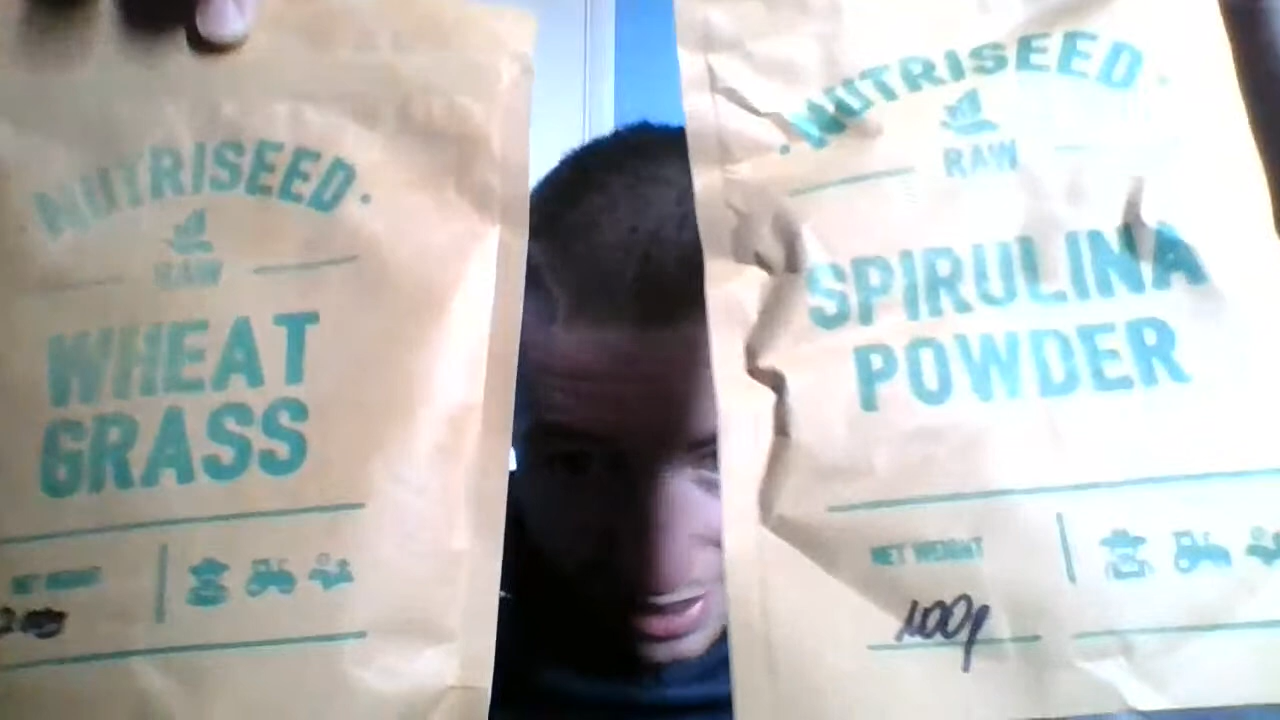 NUTRISEED
RAW
WHEAT
GRASS
NET WEIGHT
NUTRISEED
RAW
SPIRULINA
POWDER
NET WEIGHT
100g